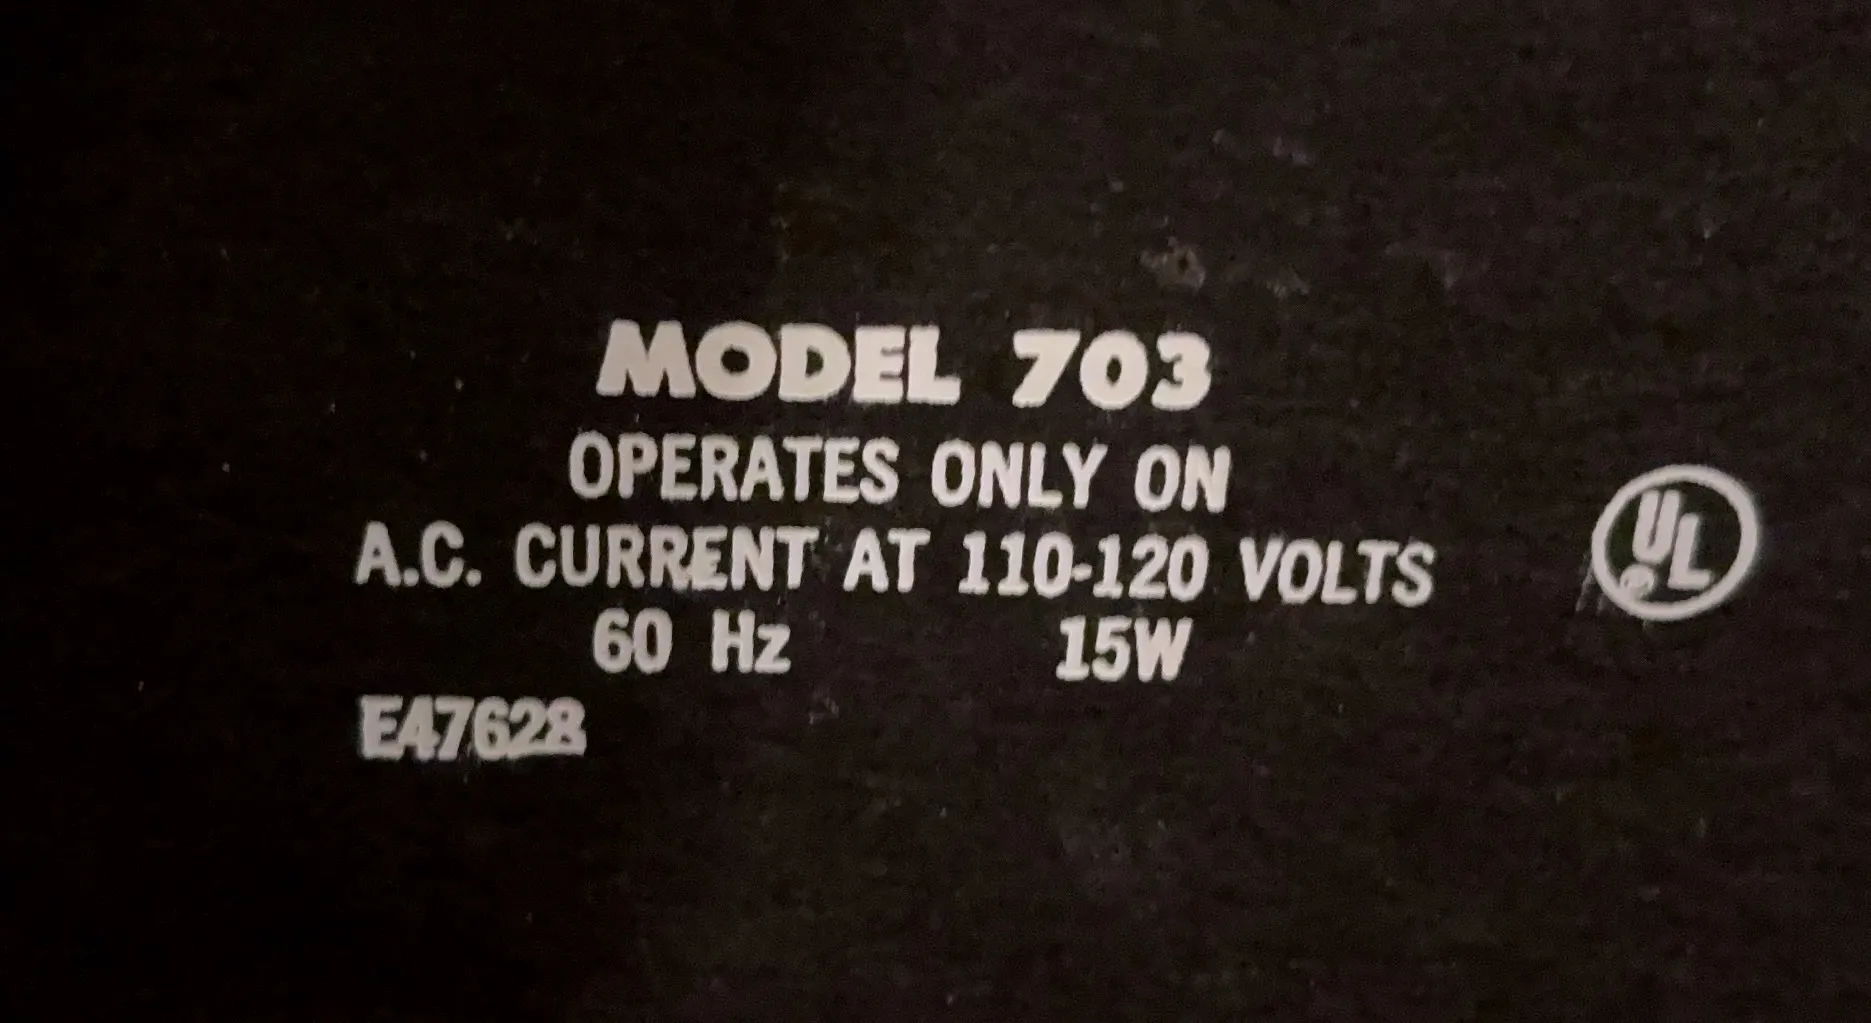 MODEL 703
OPERATES ONLY ON
A.C. CURRENT AT 110-120 VOLTS
60 Hz 15W
E47628
UL